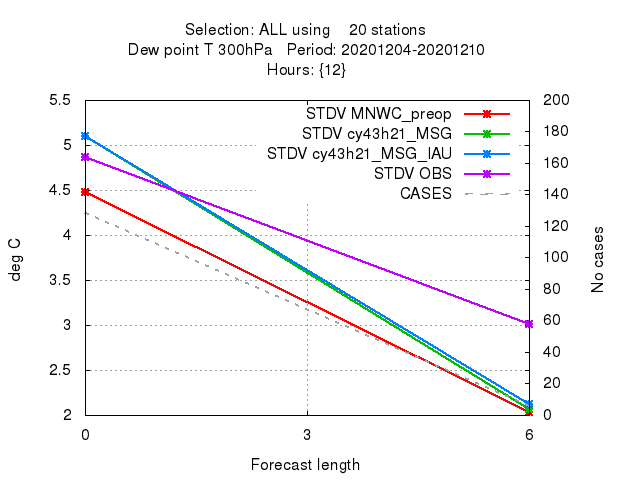 Selection: ALL using    20 stations
Dew point T 300hPa   Period: 20201204-20201210
Hours: {12}
STDV MNWC_preop
STDV cy43h21_MSG
STDV cy43h21_MSG_IAU
STDV OBS
CASES
5.5
5
4.5
4
3.5
3
2.5
2
deg C
200
180
160
140
120
100
80
60
40
20
0
No cases
0 3 6
Forecast length